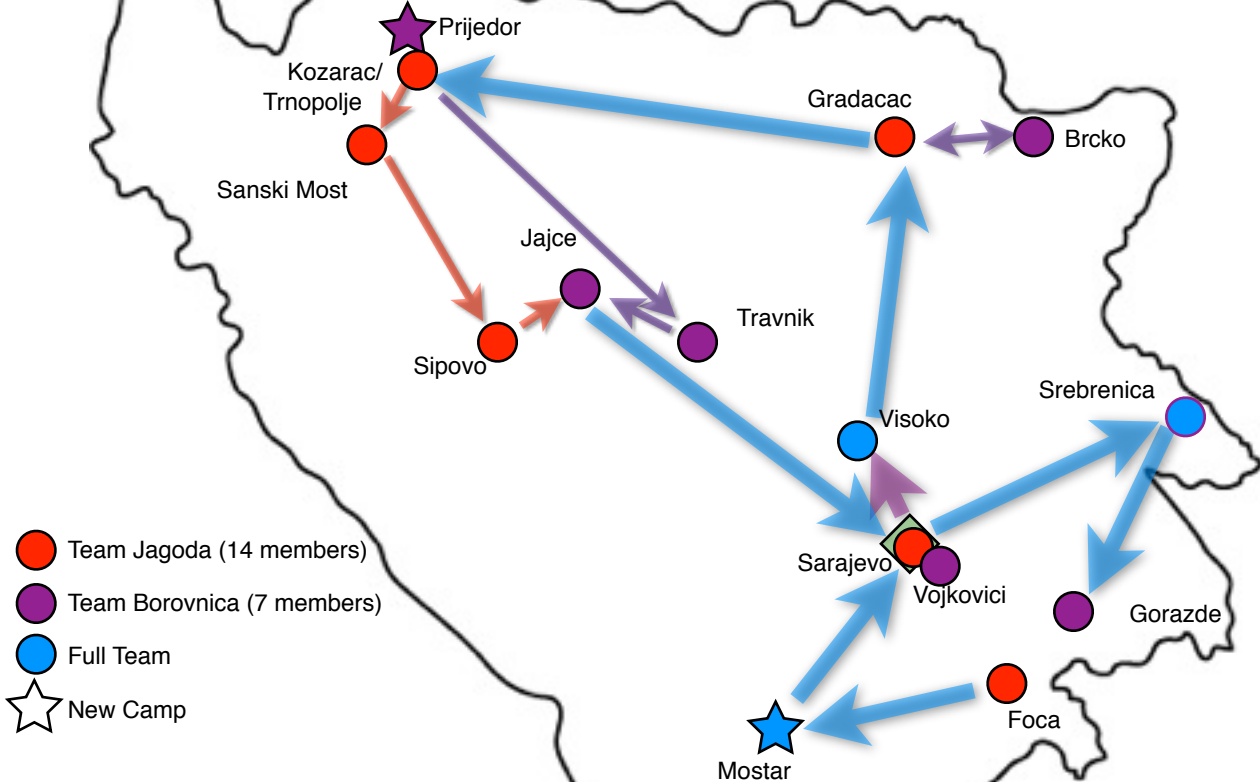 Prijedor
Kozarac/
Trnopolje
Gradacac
Brcko
Sanski Most
Jajce
Travnik
Sipovo
Srebrenica
Visoko
Sarajevo
Vojkovici
Gorazde
Foca
Mostar
Team Jagoda (14 members)
Team Borovnica (7 members)
Full Team
New Camp